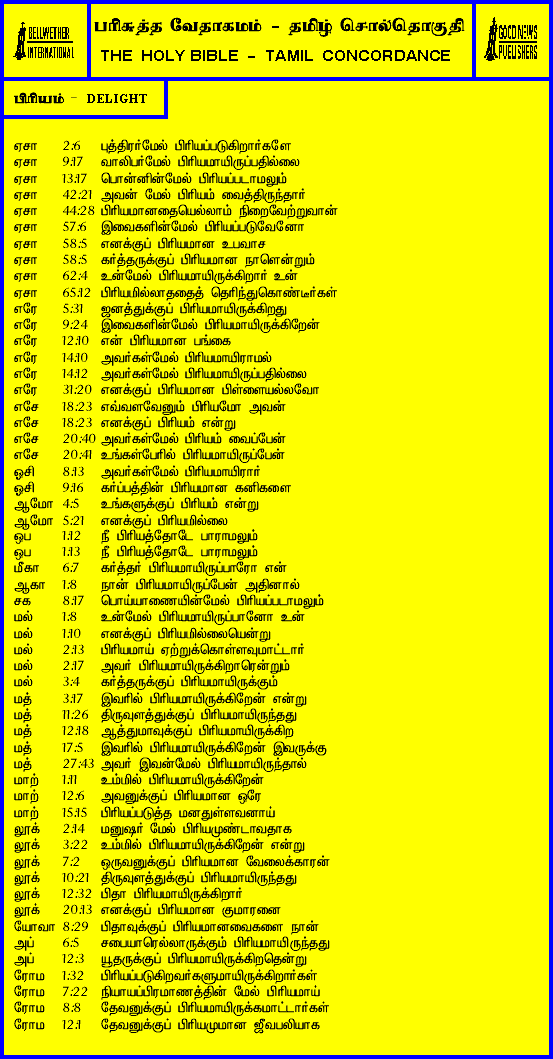 BELLWETHER
INTERNATIONAL
பரிசுத்த வேதாகமம் - தமிழ் சொல்தொகுதி
THE HOLY BIBLE - TAMIL CONCORDANCE
GOOD NEWS
PUBLISHERS
பிரியம் - DELIGHT
ஏசா 2:6 புத்திரர்மேல் பிரியப்படுகிறார்களே
ஏசா 9:17 வாலிபர்மேல் பிரியமாயிருப்பதில்லை
ஏசா 13:17 பொன்னின்மேல் பிரியப்படாமலும்
ஏசா 42:21 அவன் மேல் பிரியம் வைத்திருந்தார்
ஏசா 44:28 பிரியமானதையெல்லாம் நிறைவேற்றுவான்
ஏசா 57:6 இவைகளின்மேல் பிரியப்படுவேனோ
ஏசா 58:5 எனக்குப் பிரியமான உபவாச
ஏசா 58:5 கர்த்தருக்குப் பிரியமான நாளென்றும்
ஏசா 62:4 உன்மேல் பிரியமாயிருக்கிறார் உன்
ஏசா 65:12 பிரியமில்லாததைத் தெரிந்துகொண்டீர்கள்
எரே 5:31 ஜனத்துக்குப் பிரியமாயிருக்கிறது
எரே 9:24 இவைகளின்மேல் பிரியமாயிருக்கிறேன்
எரே 12:10 என் பிரியமான பங்கை
எரே 14:10 அவர்கள்மேல் பிரியமாயிராமல்
எரே 14:12 அவர்கள்மேல் பிரியமாயிருப்பதில்லை
எரே 31:20 எனக்குப் பிரியமான பிள்ளையல்லவோ
எசே 18:23 எவ்வளவேனும் பிரியமோ அவன்
எசே 18:23 எனக்குப் பிரியம் என்று
எசே 20:40 அவர்கள்மேல் பிரியம் வைப்பேன்
எசே 20:41 உங்கள்பேரில் பிரியமாயிருப்பேன்
ஓசி 8:13 அவர்கள்மேல் பிரியமாயிரார்
ஓசி 9:16 கர்ப்பத்தின் பிரியமான கனிகளை
ஆமோ 4:5 உங்களுக்குப் பிரியம் என்று
ஆமோ 5:21 எனக்குப் பிரியமில்லை
ஒப 1:12 நீ பிரியத்தோடே பாராமலும்
ஒப 1:13 நீ பிரியத்தோடே பாராமலும்
மீகா 6:7 கர்த்தர் பிரியமாயிருப்பாரோ என்
ஆகா 1:8 நான் பிரியமாயிருப்பேன் அதினால்
சக 8:17 பொய்யாணையின்மேல் பிரியப்படாமலும்
மல் 1:8 உன்மேல் பிரியமாயிருப்பானோ உன்
மல் 1:10 எனக்குப் பிரியமில்லையென்று
மல் 2:13 பிரியமாய் ஏற்றுக்கொள்ளவுமாட்டார்
மல் 2:17 அவர் பிரியமாயிருக்கிறாரென்றும்
மல் 3:4 கர்த்தருக்குப் பிரியமாயிருக்கும்
மத் 3:17 இவரில் பிரியமாயிருக்கிறேன் என்று
மத் 11:26 திருவுளத்துக்குப் பிரியமாயிருந்தது
மத் 12:18 ஆத்துமாவுக்குப் பிரியமாயிருக்கிற
மத் 17:5 இவரில் பிரியமாயிருக்கிறேன் இவருக்கு
மத் 27:43 அவர் இவன்மேல் பிரியமாயிருந்தால்
மாற் 1:11 உம்மில் பிரியமாயிருக்கிறேன்
மாற் 12:6 அவனுக்குப் பிரியமான ஒரே
மாற் 15:15 பிரியப்படுத்த மனதுள்ளவனாய்
லூக் 2:14 மனுஷர் மேல் பிரியமுண்டாவதாக
லூக் 3:22 உம்மில் பிரியமாயிருக்கிறேன் என்று
லூக் 7:2 ஒருவனுக்குப் பிரியமான வேலைக்காரன்
லூக் 10:21 திருவுளத்துக்குப் பிரியமாயிருந்தது
லூக் 12:32 பிதா பிரியமாயிருக்கிறார்
லூக் 20:13 எனக்குப் பிரியமான குமாரனை
யோவா 8:29 பிதாவுக்குப் பிரியமானவைகளை நான்
அப் 6:5 சபையாரெல்லாருக்கும் பிரியமாயிருந்தது
அப் 12:3 யூதருக்குப் பிரியமாயிருக்கிறதென்று
ரோம 1:32 பிரியப்படுகிறவர்களுமாயிருக்கிறார்கள்
ரோம 7:22 நியாயப்பிரமாணத்தின் மேல் பிரியமாய்
ரோம 8:8 தேவனுக்குப் பிரியமாயிருக்கமாட்டார்கள்
ரோம 12:1 தேவனுக்குப் பிரியமுமான ஜீவபலியாக